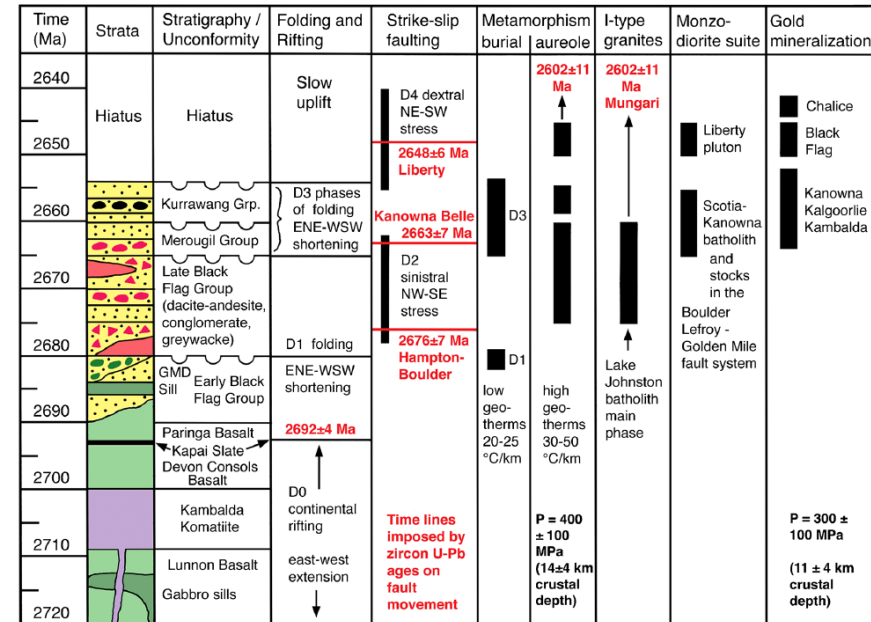 Time
(Ma)
Strata
Stratigraphy /
Unconformity
Folding and
Rifting
Strike-slip
faulting
Metamorphism
burial
aureole
I-type
granites
Monzo-
diorite suite
Gold
mineralization
2640
2650
2660
2670
2680
2690
2700
2710
2720
Hiatus
Hiatus
Kurrawang Grp.
Merougil Group
Late Black
Flag Group
(dacite-andesite,
conglomerate,
greywacke)
GMD
Sill
Early Black
Flag Group
Paringa Basalt
Kapai Slate
Devon Consols
Basalt
Kambalda
Komatiite
Lunnon Basalt
Gabbro sills
Slow
uplift
D3 phases
of folding
ENE-WSW
shortening
D1 folding
ENE-WSW
shortening
2692±4 Ma
D0
continental
rifting
east-west
extension
D4 dextral
NE-SW
stress
2648±6 Ma
Liberty
Kanowna Belle
2663±7 Ma
D2
sinistral
NW-SE
stress
2676±7 Ma
Hampton-
Boulder
Time lines
imposed by
zircon U-Pb
ages on
fault
movement
D3
D1
low
geo-
therms
20-25
°C/km
2602±11
Ma
high
geo-
therms
30-50
°C/km
P = 400
± 100
MPa
(14±4 km
crustal
depth)
2602±11
Ma
Mungari
Lake
Johnston
batholith
main
phase
Liberty
pluton
Scotia-
Kanowna
batholith
and
stocks
in the
Boulder
Lefroy -
Golden Mile
fault system
Chalice
Black
Flag
Kanowna
Kalgoorlie
Kambalda
P = 300 ±
100 MPa
(11 ± 4 km
crustal
depth)